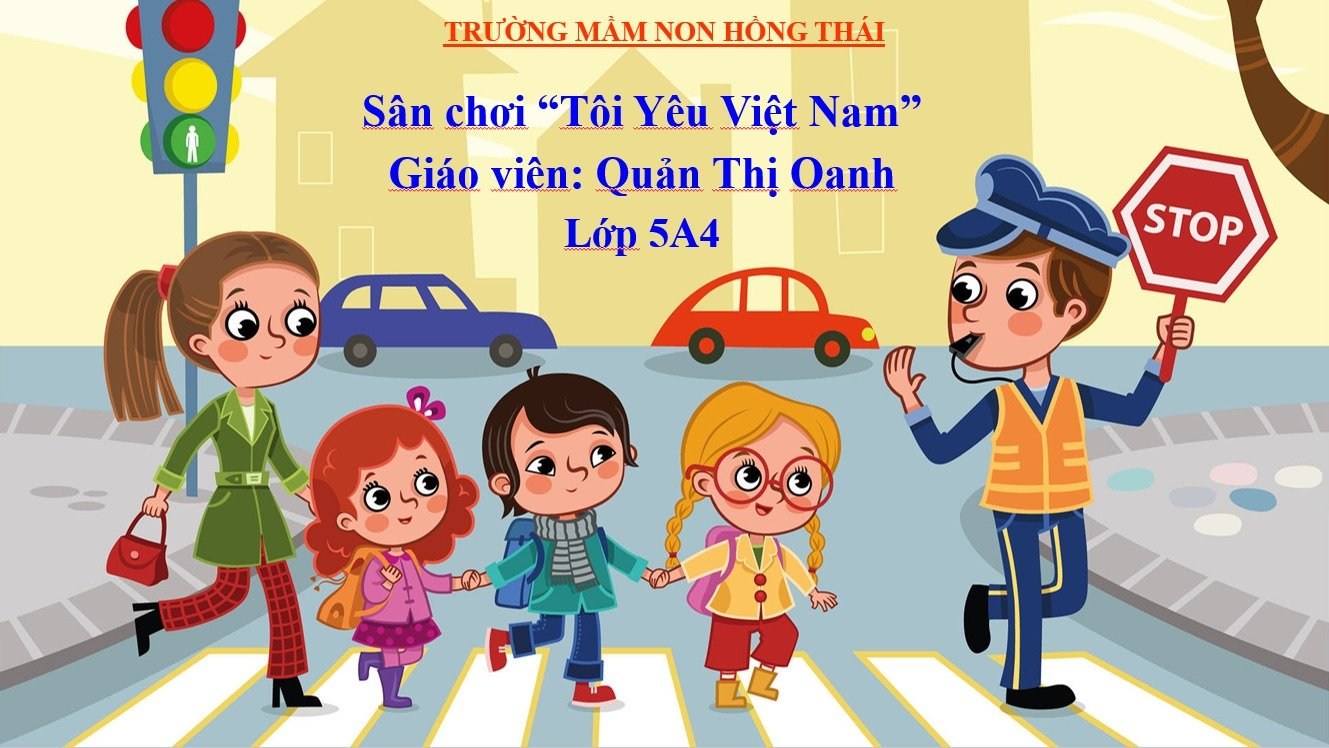 TRƯỜNG MẦM NON HỒNG THÁI
Sân chơi “Tôi Yêu Việt Nam”
Giáo viên: Quản Thị Oanh
Lớp 5A4
STOP